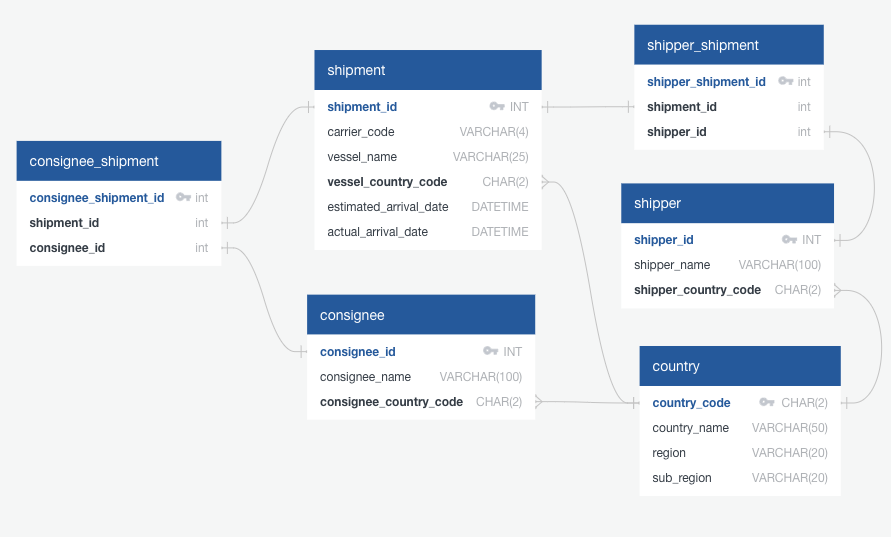 consignee_shipment
consignee_shipment_id int
shipment_id int
consignee_id int
shipment
shipment_id INT
carrier_code VARCHAR(4)
vessel_name VARCHAR(25)
vessel_country_code CHAR(2)
estimated_arrival_date DATETIME
actual_arrival_date DATETIME
consignee
consignee_id INT
consignee_name VARCHAR(100)
consignee_country_code CHAR(2)
shipper_shipment
shipper_shipment_id int
shipment_id int
shipper_id int
shipper
shipper_id INT
shipper_name VARCHAR(100)
shipper_country_code CHAR(2)
country
country_code CHAR(2)
country_name VARCHAR(50)
region VARCHAR(20)
sub_region VARCHAR(20)